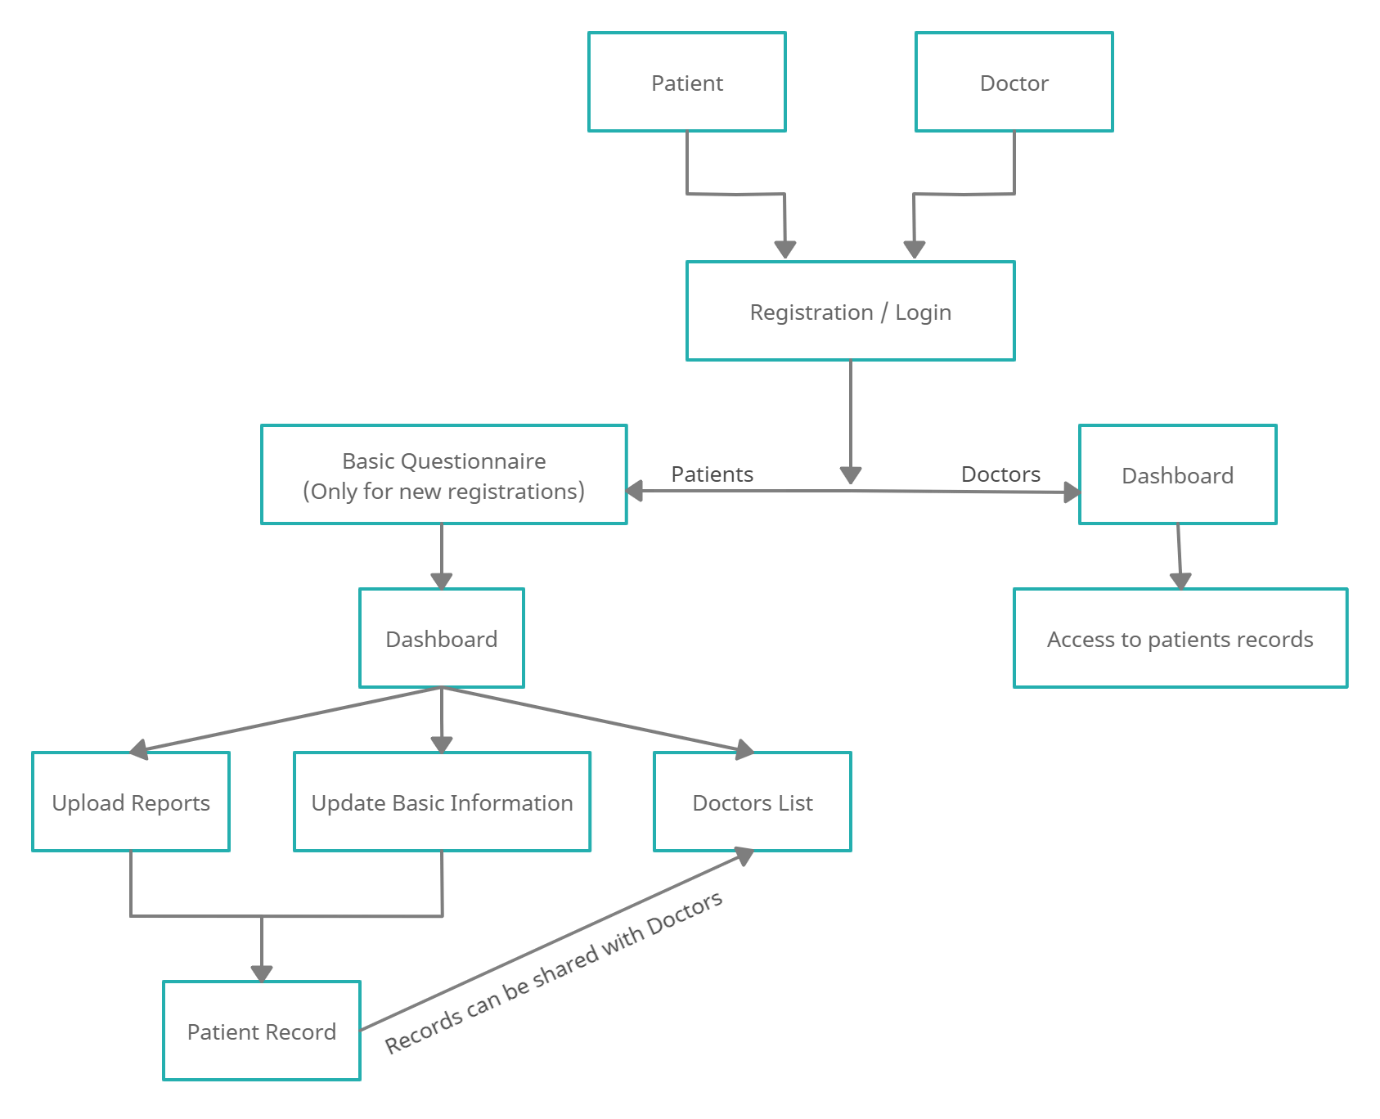 Patient
Doctor
Registration / Login
Patients
Doctors
Basic Questionnaire
(Only for new registrations)
Dashboard
Dashboard
Access to patients records
Upload Reports
Update Basic Information
Doctors List
Records can be shared with Doctors
Patient Record